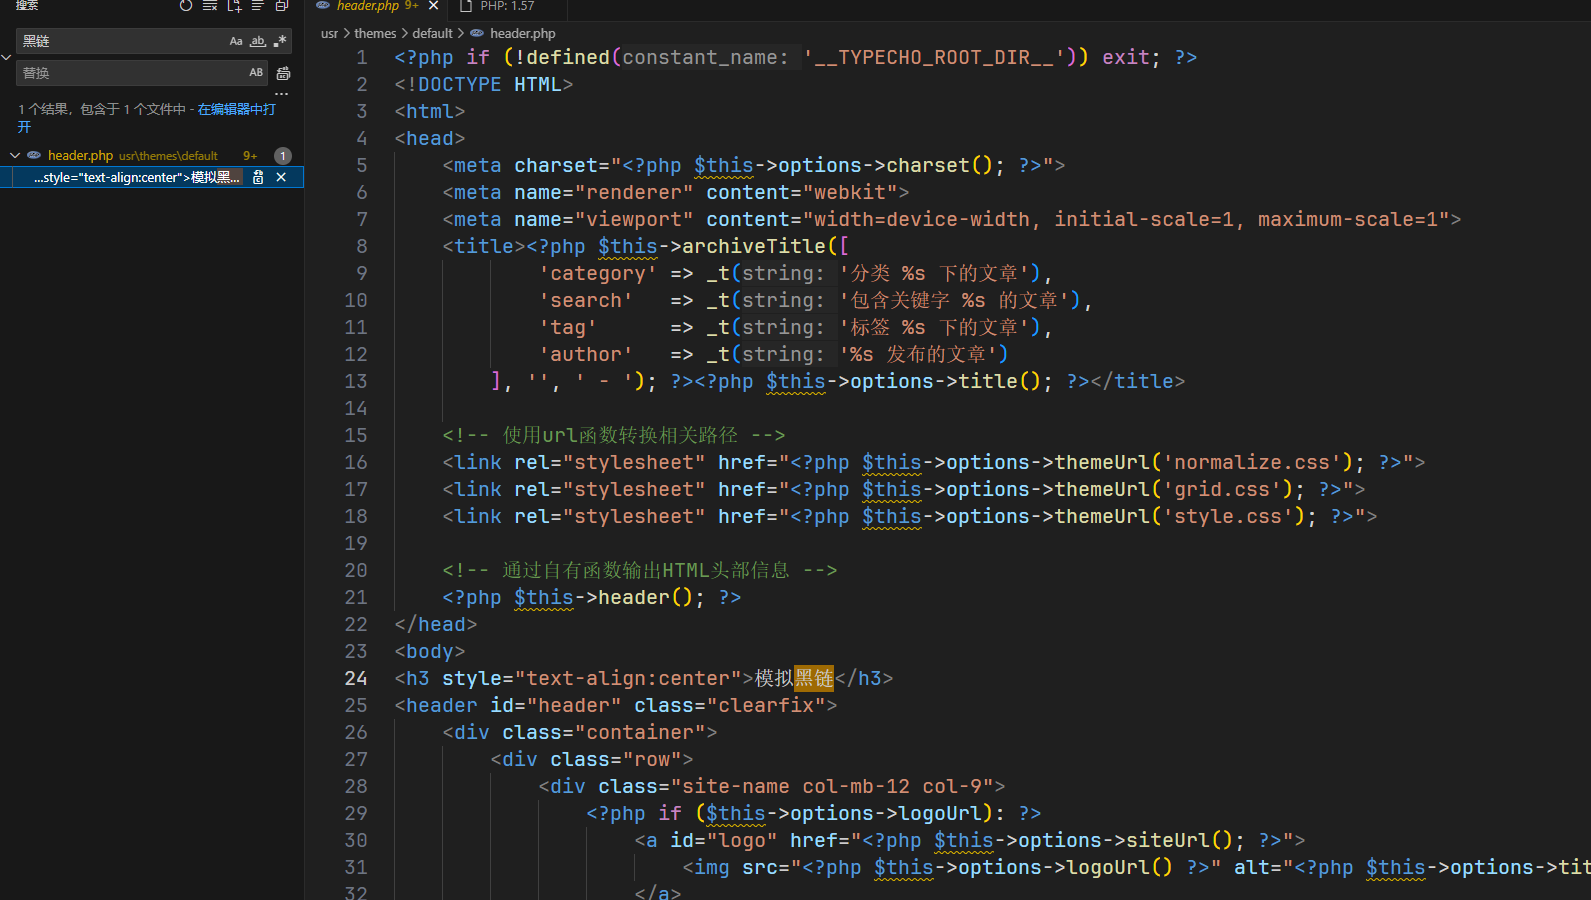 搜索
黑链
Aa ab .*
替换
AB
...
1 个结果，包含于 1 个文件中 - 在编辑器中打
开
header.php usr\themes\default 9+ 1
...style="text-align:center">模拟黑...
header.php 9+ PHP: 1.57
usr > themes > default > header.php
1 <?php if (!defined(constant_name: '__TYPECHO_ROOT_DIR__')) exit; ?>
2 <!DOCTYPE HTML>
3 <html>
4 <head>
5 <meta charset="<?php $this->options->charset(); ?>">
6 <meta name="renderer" content="webkit">
7 <meta name="viewport" content="width=device-width, initial-scale=1, maximum-scale=1">
8 <title><?php $this->archiveTitle([
9 'category' => _t(string: '分类 %s 下的文章'),
10 'search' => _t(string: '包含关键字 %s 的文章'),
11 'tag' => _t(string: '标签 %s 下的文章'),
12 'author' => _t(string: '%s 发布的文章')
13 ], '', ' - '); ?><?php $this->options->title(); ?></title>
14
15 <!-- 使用url函数转换相关路径 -->
16 <link rel="stylesheet" href="<?php $this->options->themeUrl('normalize.css'); ?>">
17 <link rel="stylesheet" href="<?php $this->options->themeUrl('grid.css'); ?>">
18 <link rel="stylesheet" href="<?php $this->options->themeUrl('style.css'); ?>">
19
20 <!-- 通过自有函数输出HTML头部信息 -->
21 <?php $this->header(); ?>
22 </head>
23 <body>
24 <h3 style="text-align:center">模拟黑链</h3>
25 <header id="header" class="clearfix">
26 <div class="container">
27 <div class="row">
28 <div class="site-name col-mb-12 col-9">
29 <?php if ($this->options->logoUrl): ?>
30 <a id="logo" href="<?php $this->options->siteUrl(); ?>">
31 <img src="<?php $this->options->logoUrl() ?>" alt="<?php $this->options->tit
32 </a>